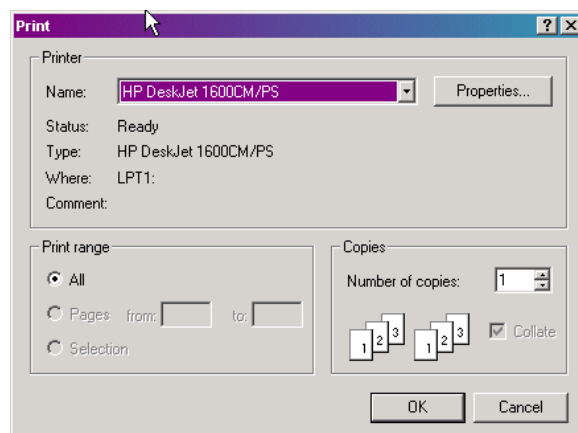 Print
Printer
Name: HP DeskJet 1600CM/PS Properties...
Status: Ready
Type: HP DeskJet 1600CM/PS
Where: LPT1:
Comment:
Print range
All
Pages from: to:
Selection
Copies
Number of copies: 1
1 2 3 1 2 3 Collate
OK Cancel